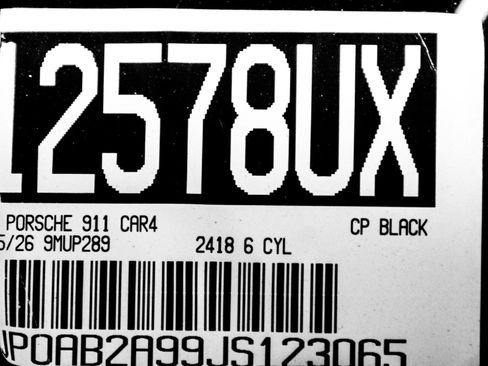 12578UX
PORSCHE 911 CAR4 CP BLACK
5/26 9MUP289 2418 6 CYL
WP0AB2A99JS123065